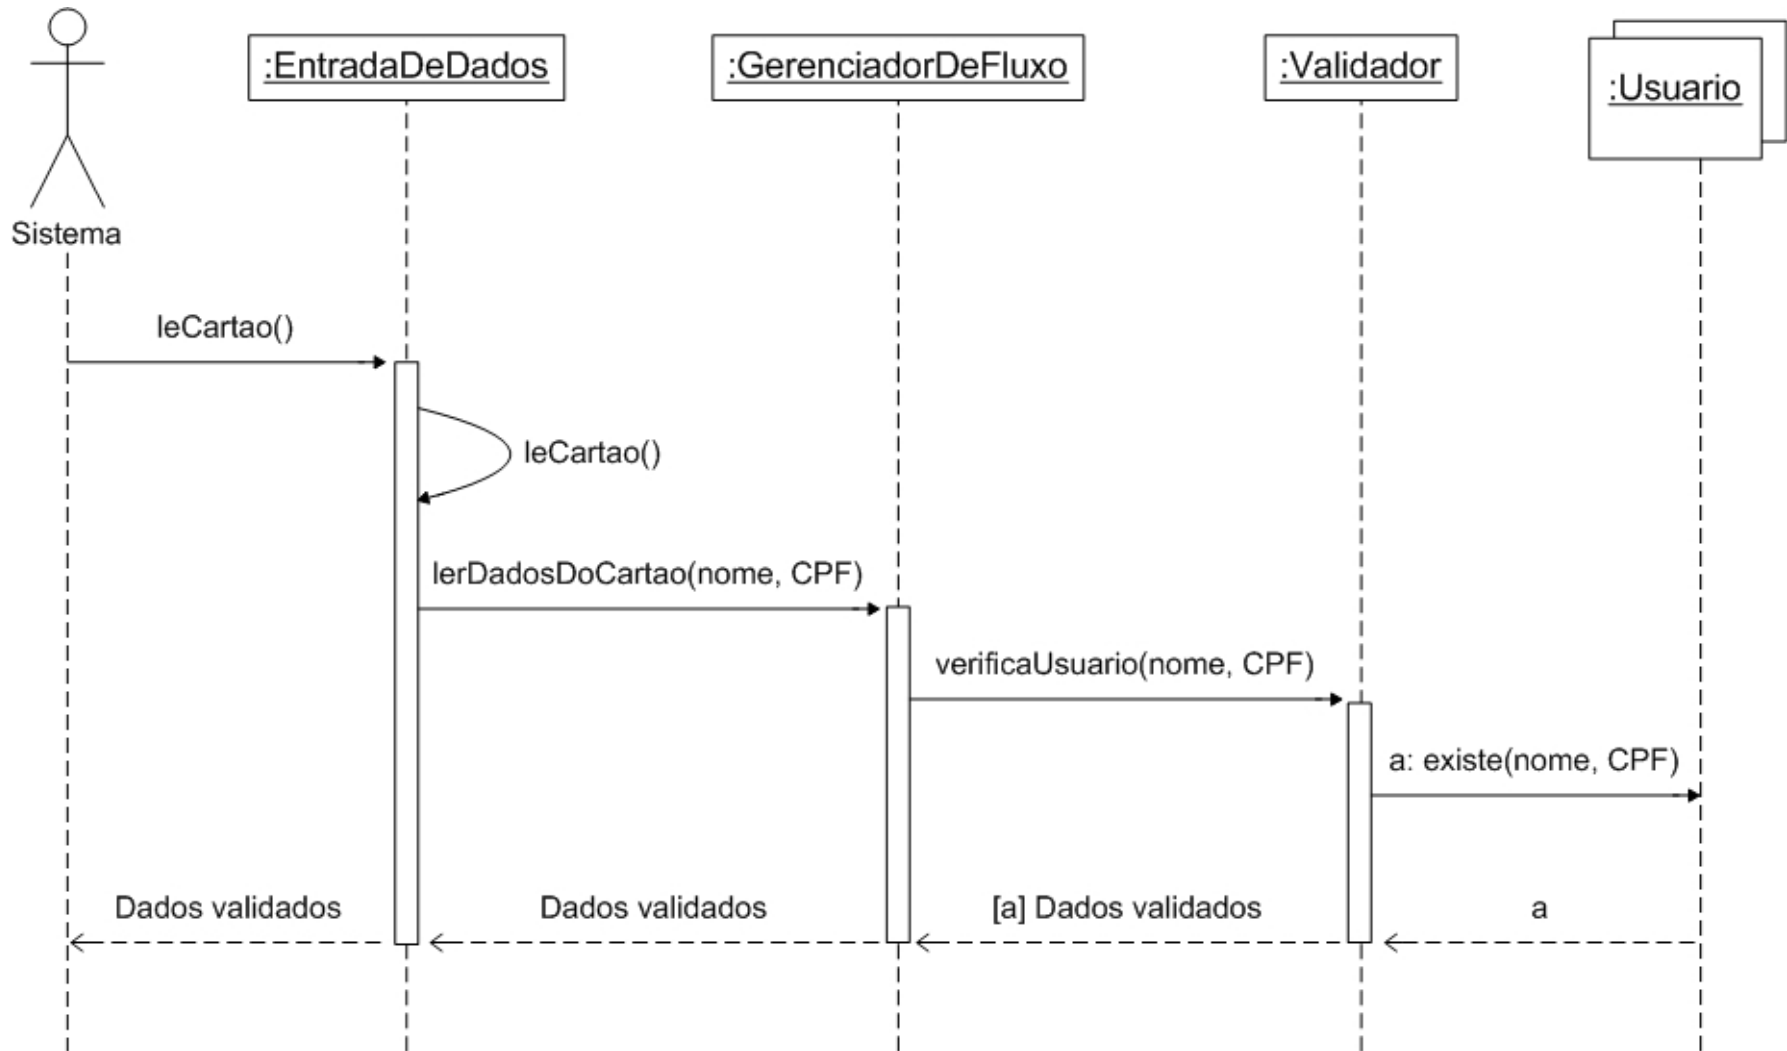 :EntradaDeDados
:GerenciadorDeFluxo
:Validador
:Usuario
Sistema
leCartao()
leCartao()
lerDadosDoCartao(nome, CPF)
verificaUsuario(nome, CPF)
a: existe(nome, CPF)
Dados validados
Dados validados
[a] Dados validados
a